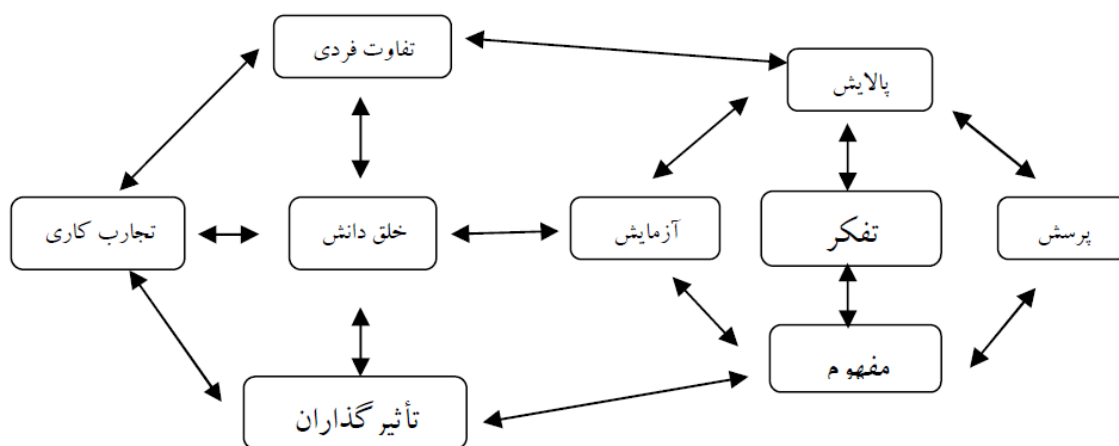 تفاوت فردی
پالایش
پرسش
تفکر
آزمایش
خلق دانش
تجارب کاری
مفهوم
تأثیرگذاران